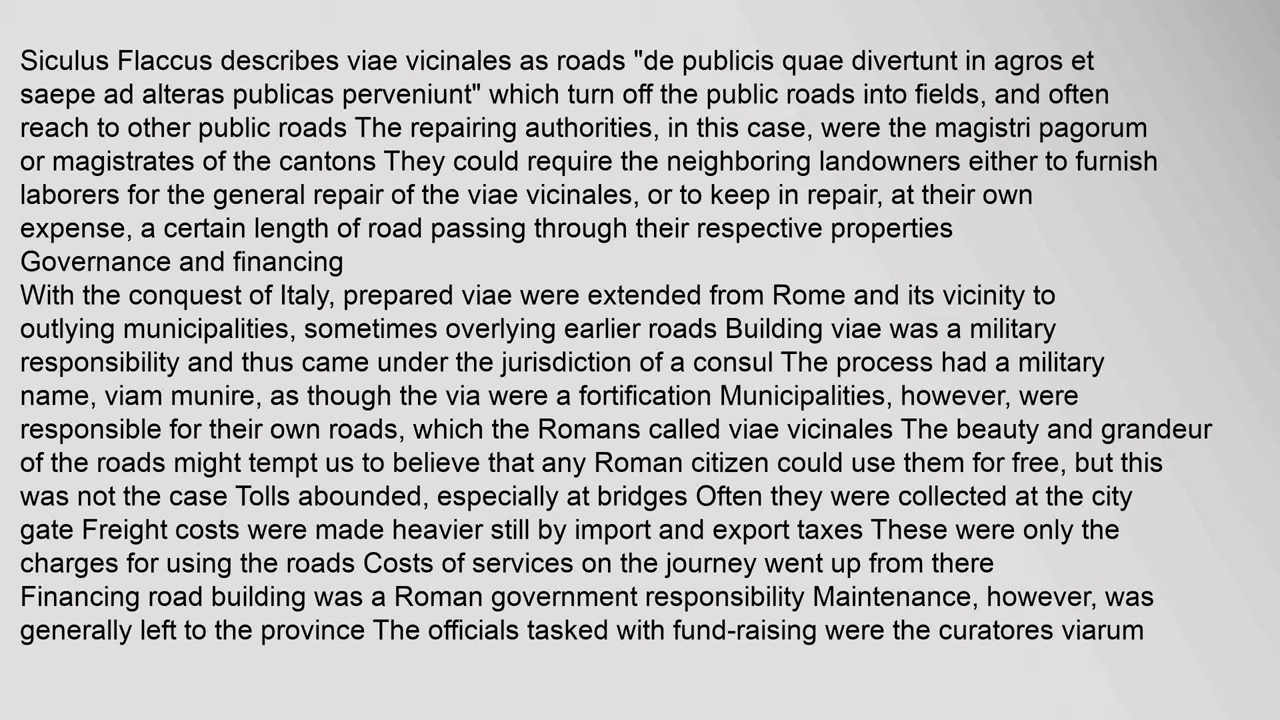 Siculus Flaccus describes viae vicinales as roads "de publicis quae divertunt in agros et
saepe ad alteras publicas perveniunt" which turn off the public roads into fields, and often
reach to other public roads The repairing authorities, in this case, were the magistri pagorum
or magistrates of the cantons They could require the neighboring landowners either to furnish
laborers for the general repair of the viae vicinales, or to keep in repair, at their own
expense, a certain length of road passing through their respective properties
Governance and financing
With the conquest of Italy, prepared viae were extended from Rome and its vicinity to
outlying municipalities, sometimes overlying earlier roads Building viae was a military
responsibility and thus came under the jurisdiction of a consul The process had a military
name, viam munire, as though the via were a fortification Municipalities, however, were
responsible for their own roads, which the Romans called viae vicinales The beauty and grandeur
of the roads might tempt us to believe that any Roman citizen could use them for free, but this
was not the case Tolls abounded, especially at bridges Often they were collected at the city
gate Freight costs were made heavier still by import and export taxes These were only the
charges for using the roads Costs of services on the journey went up from there
Financing road building was a Roman government responsibility Maintenance, however, was
generally left to the province The officials tasked with fund-raising were the curatores viarum